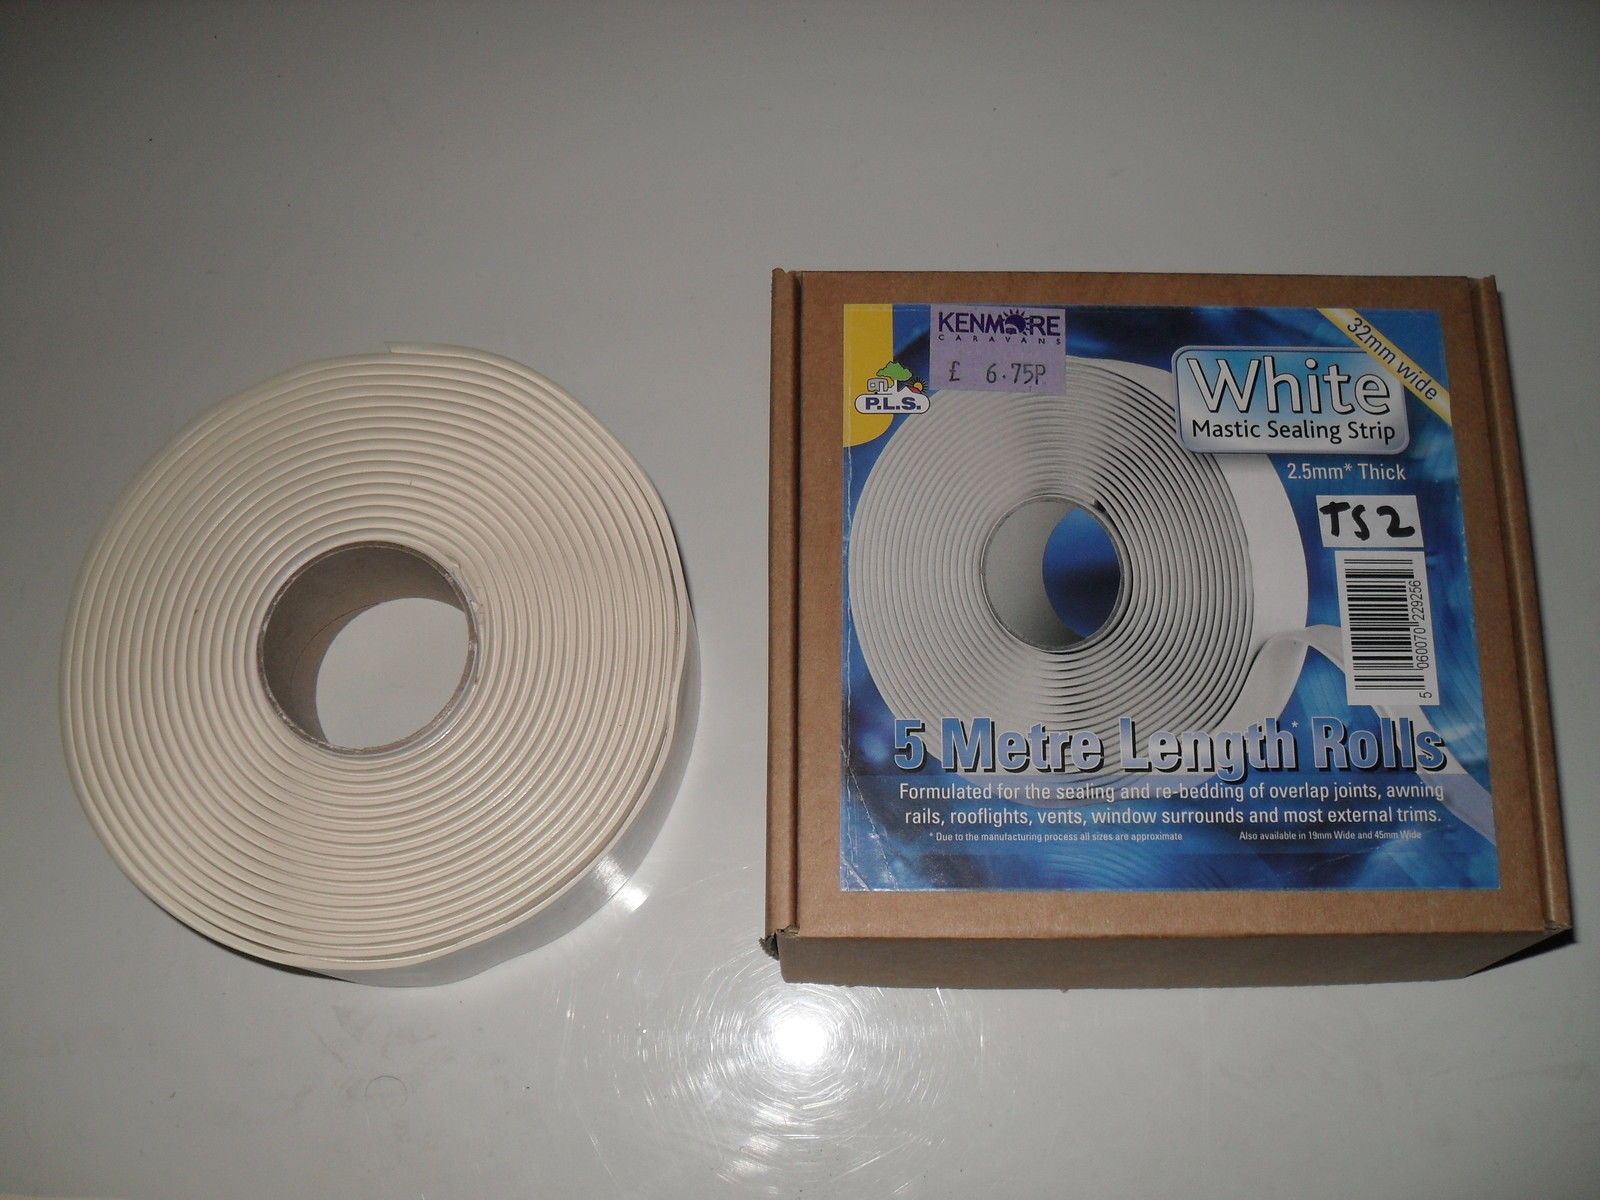 KENMORE
CARAVANS
£ 6.75P
P.L.S.
32mm wide
White
Mastic Sealing Strip
2.5mm* Thick
TS2
5 060070 229256
5 Metre Length* Rolls
Formulated for the sealing and re-bedding of overlap joints, awning
rails, rooflights, vents, window surrounds and most external trims.
* Due to the manufacturing process all sizes are approximate
Also available in 19mm Wide and 45mm Wide